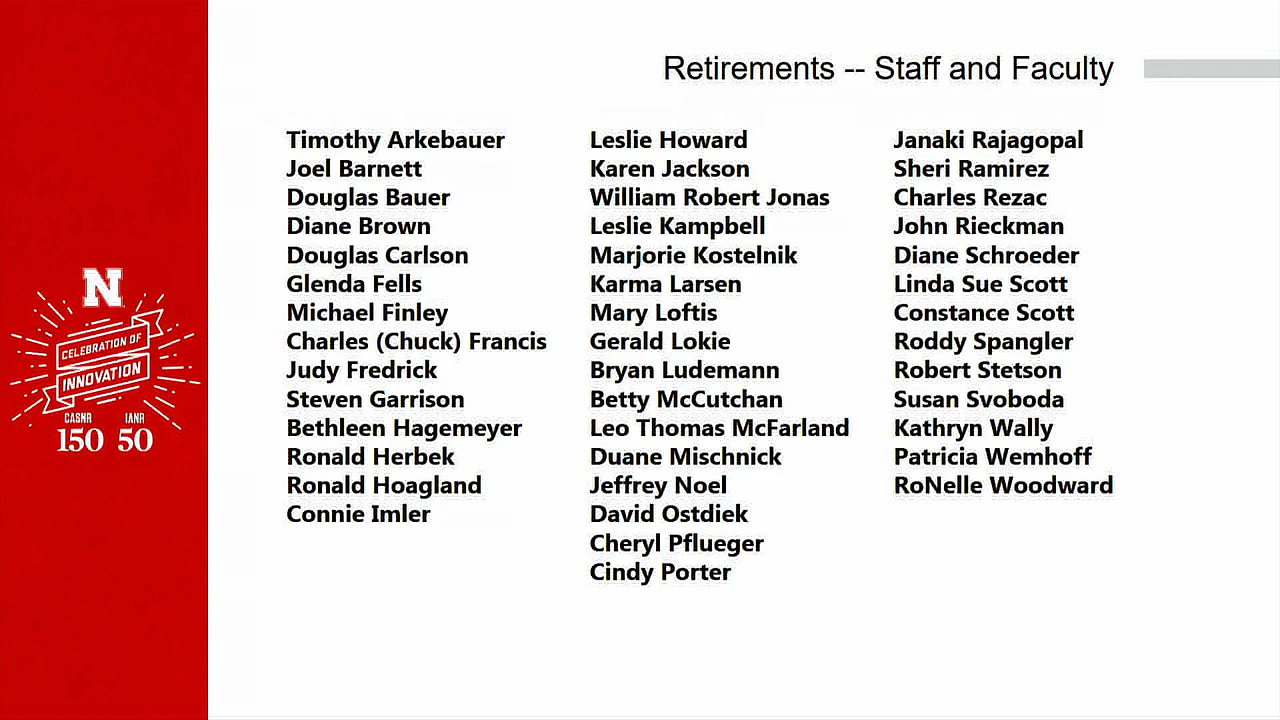 Retirements -- Staff and Faculty
Timothy Arkebauer
Joel Barnett
Douglas Bauer
Diane Brown
Douglas Carlson
Glenda Fells
Michael Finley
Charles (Chuck) Francis
Judy Fredrick
Steven Garrison
Bethleen Hagemeyer
Ronald Herbek
Ronald Hoagland
Connie Imler
Leslie Howard
Karen Jackson
William Robert Jonas
Leslie Kampbell
Marjorie Kostelnik
Karma Larsen
Mary Loftis
Gerald Lokie
Bryan Ludemann
Betty McCutchan
Leo Thomas McFarland
Duane Mischnick
Jeffrey Noel
David Ostdiek
Cheryl Pflueger
Cindy Porter
Janaki Rajagopal
Sheri Ramirez
Charles Rezac
John Rieckman
Diane Schroeder
Linda Sue Scott
Constance Scott
Roddy Spangler
Robert Stetson
Susan Svoboda
Kathryn Wally
Patricia Wemhoff
RoNelle Woodward
N
CELEBRATION OF
INNOVATION
CASNR IANR
150 50